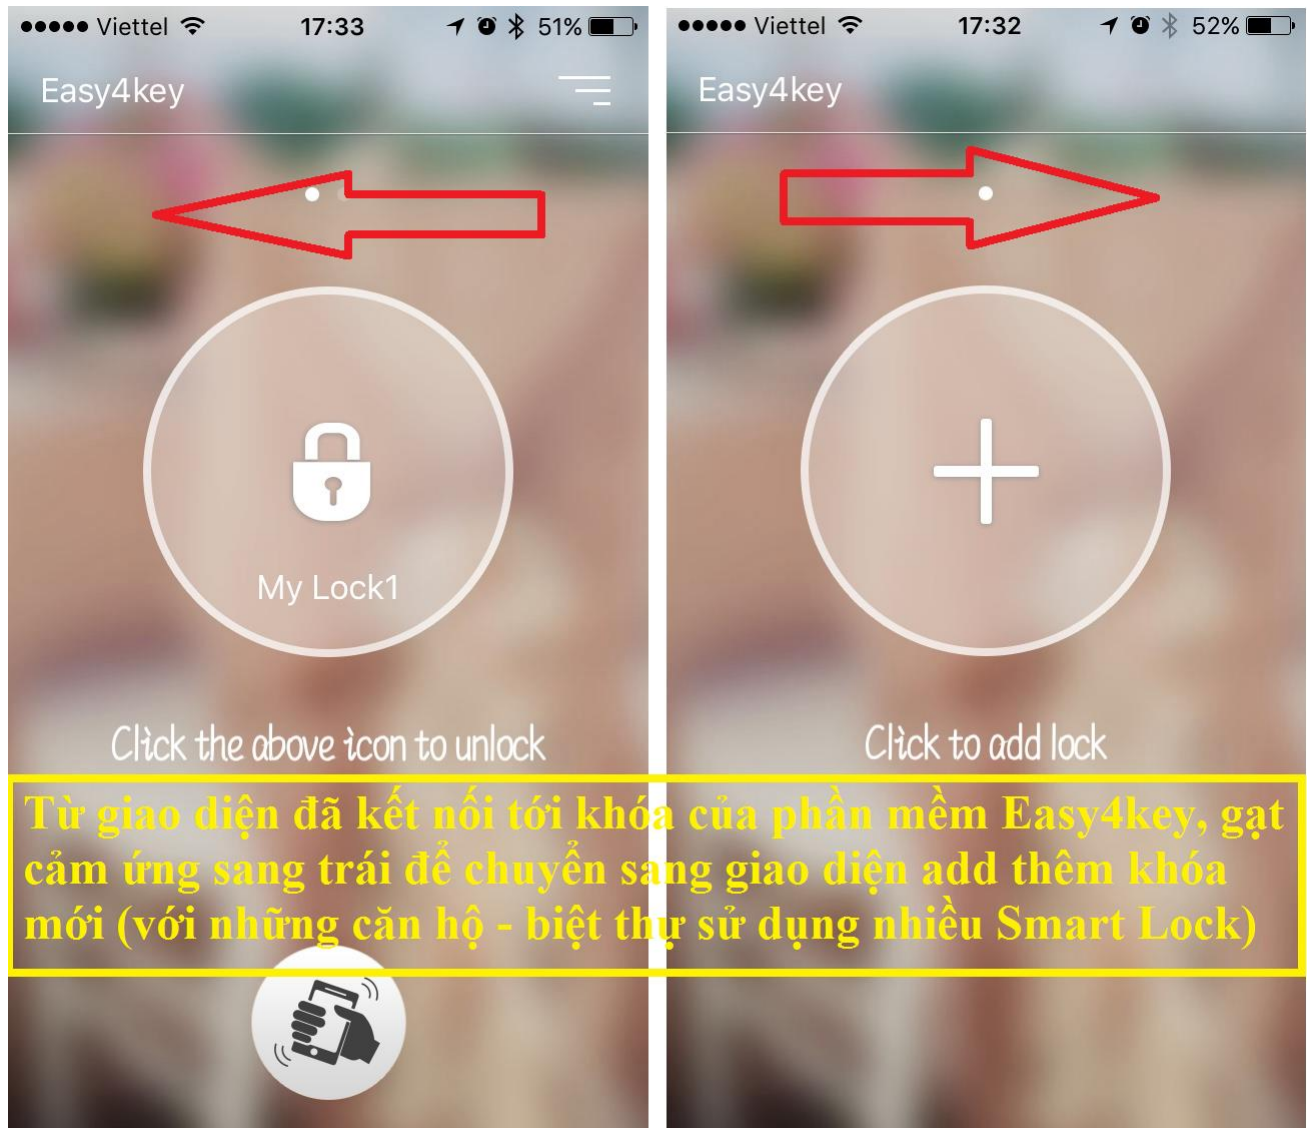 Viettel 17:33 51%
Easy4key
My Lock1
Click the above icon to unlock
Viettel 17:32 52%
Easy4key
Click to add lock
Từ giao diện đã kết nối tới khóa của phần mềm Easy4key, gạt
cảm ứng sang trái để chuyển sang giao diện add thêm khóa
mới (với những căn hộ - biệt thự sử dụng nhiều Smart Lock)